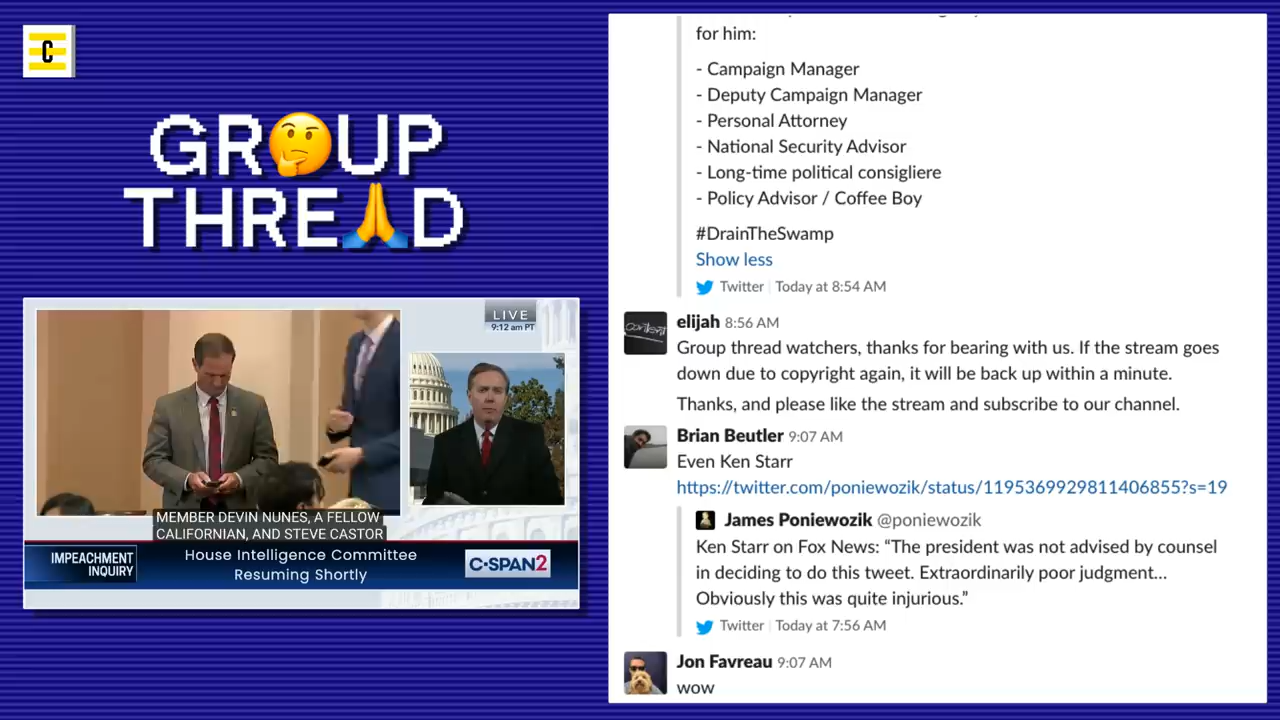 C
GR🤔UP
THRE🙏D
LIVE
9:12 am PT
MEMBER DEVIN NUNES, A FELLOW
CALIFORNIAN, AND STEVE CASTOR
IMPEACHMENT
INQUIRY
House Intelligence Committee
Resuming Shortly
C-SPAN2
for him:
- Campaign Manager
- Deputy Campaign Manager
- Personal Attorney
- National Security Advisor
- Long-time political consigliere
- Policy Advisor / Coffee Boy
#DrainTheSwamp
Show less
Twitter | Today at 8:54 AM
content
elijah 8:56 AM
Group thread watchers, thanks for bearing with us. If the stream goes
down due to copyright again, it will be back up within a minute.
Thanks, and please like the stream and subscribe to our channel.
Brian Beutler 9:07 AM
Even Ken Starr
https://twitter.com/poniewozik/status/1195369929811406855?s=19
James Poniewozik @poniewozik
Ken Starr on Fox News: “The president was not advised by counsel
in deciding to do this tweet. Extraordinarily poor judgment...
Obviously this was quite injurious.”
Twitter | Today at 7:56 AM
Jon Favreau 9:07 AM
wow